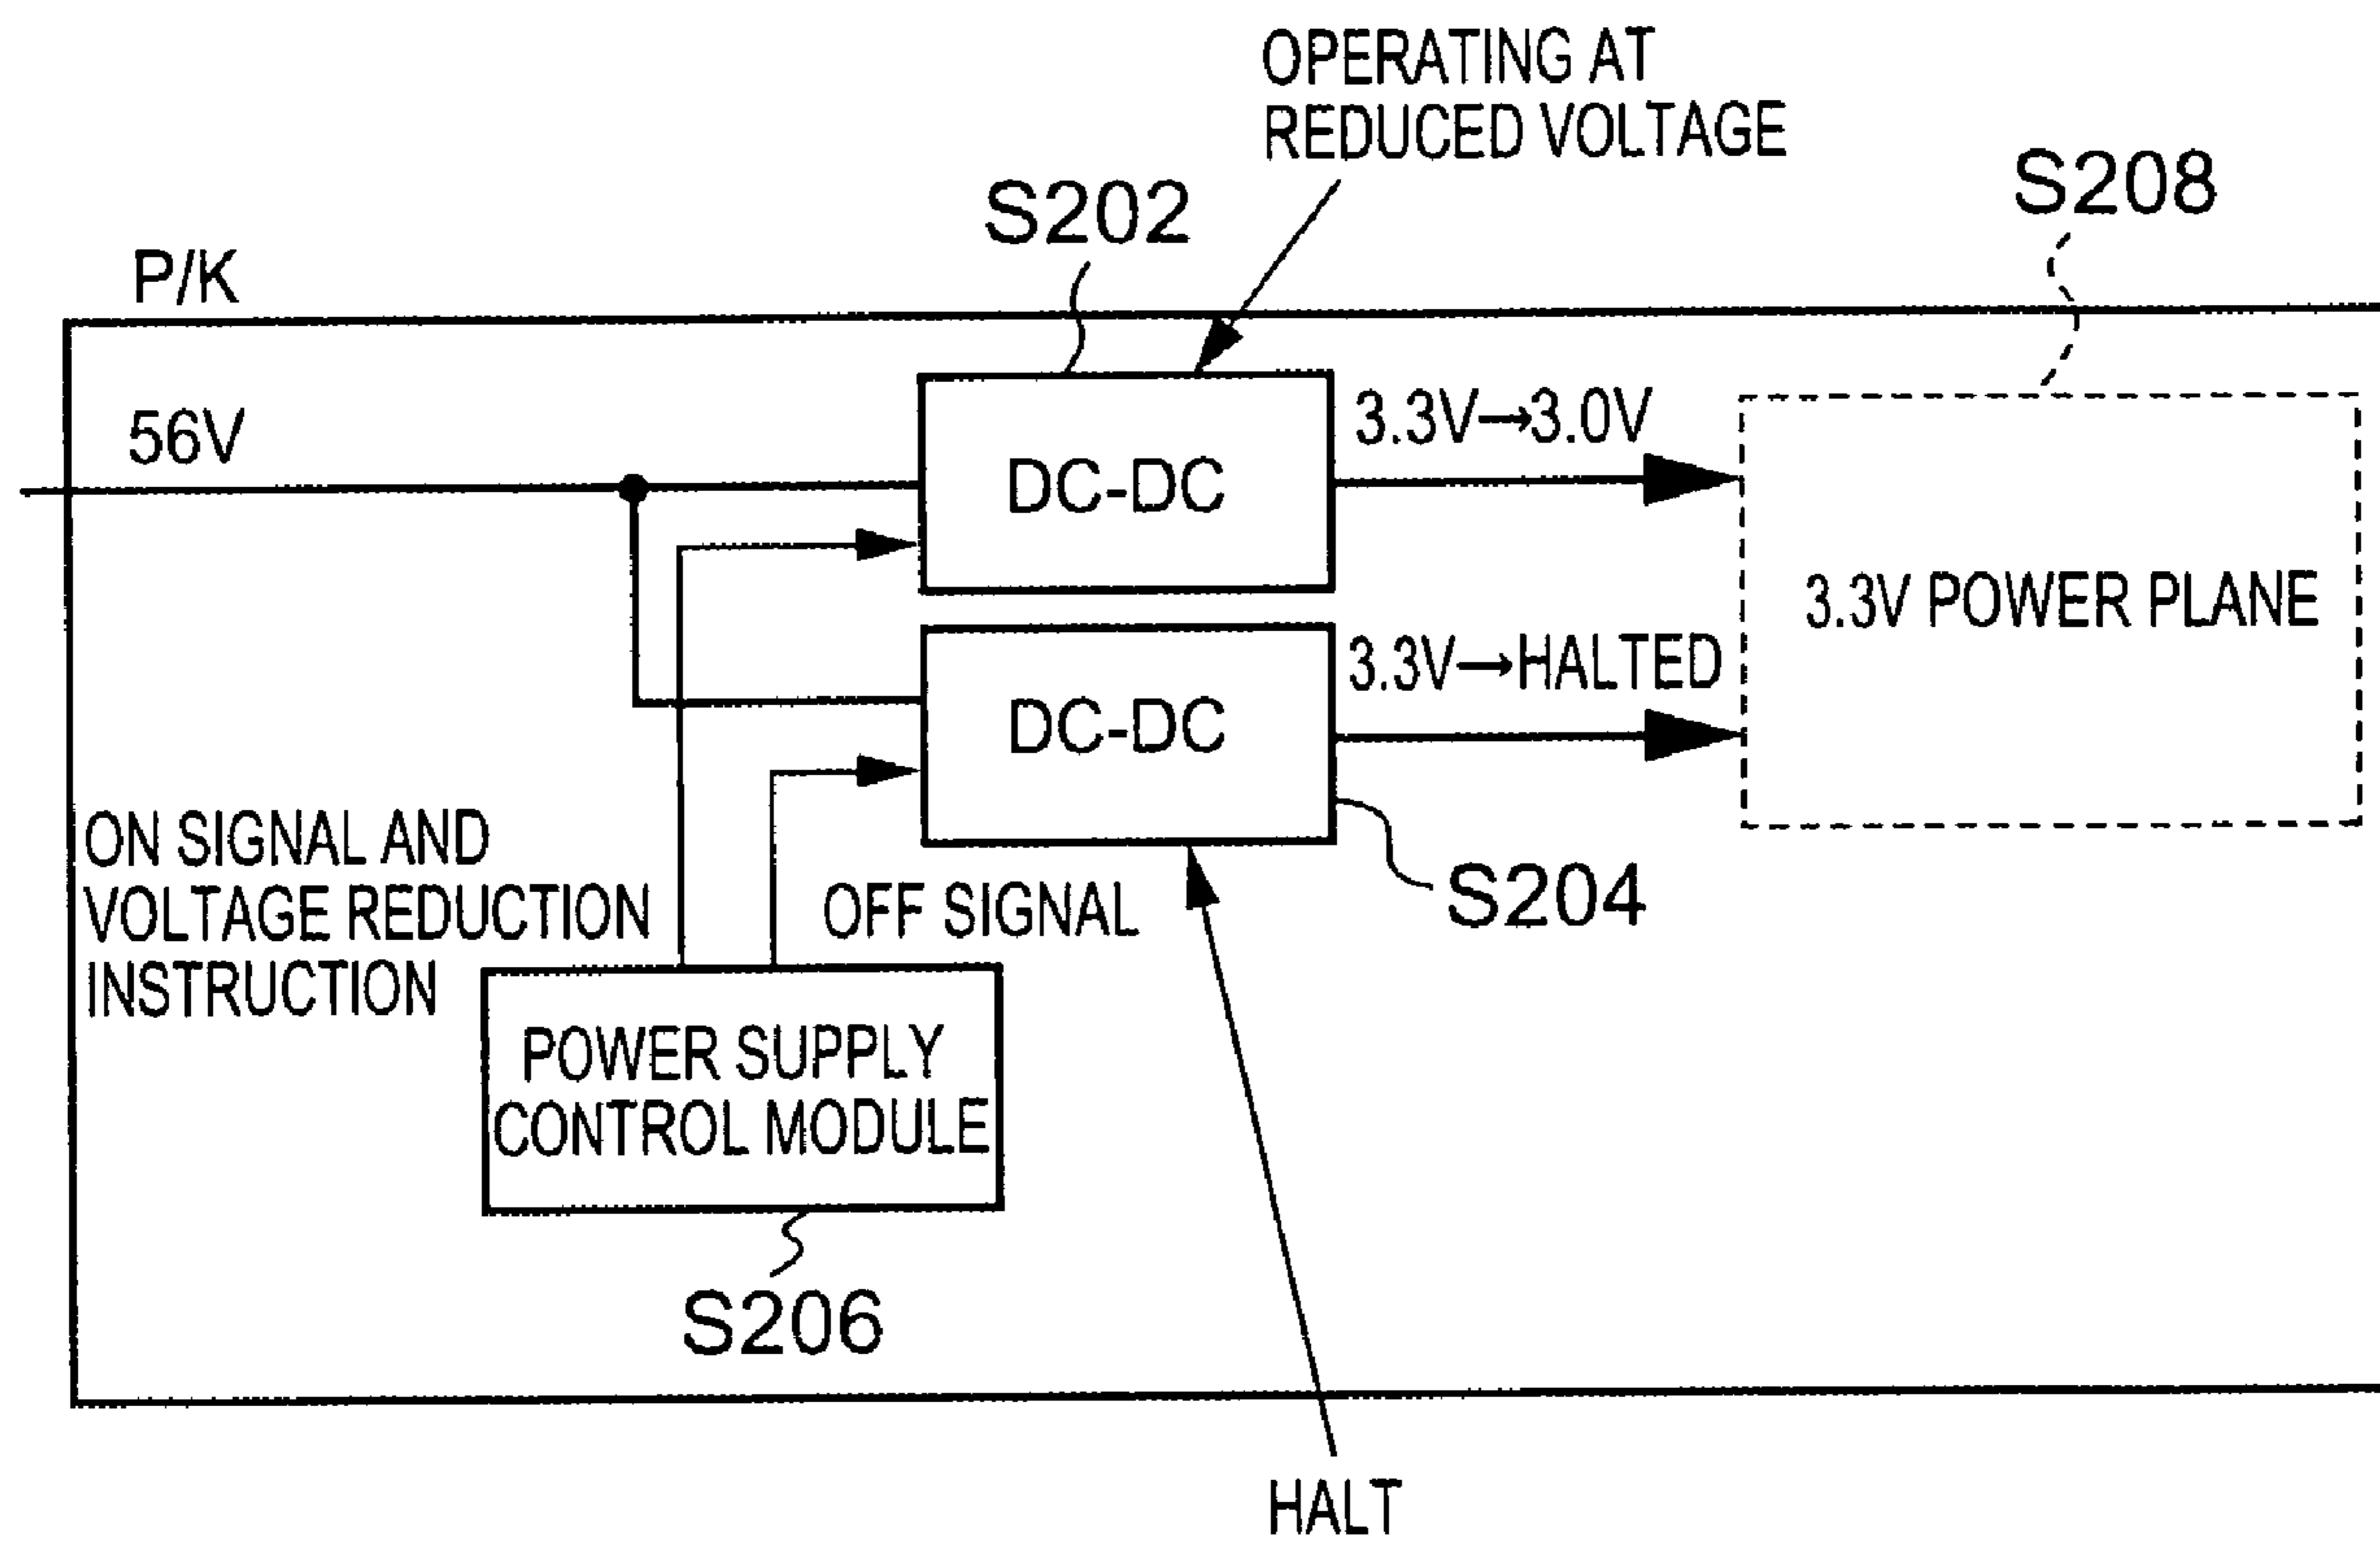 OPERATING AT
REDUCED VOLTAGE
S202
S208
P/K
56V
DC-DC
3.3V→3.0V
3.3V POWER PLANE
DC-DC
3.3V→HALTED
ON SIGNAL AND
VOLTAGE REDUCTION
INSTRUCTION
OFF SIGNAL
S204
POWER SUPPLY
CONTROL MODULE
S206
HALT